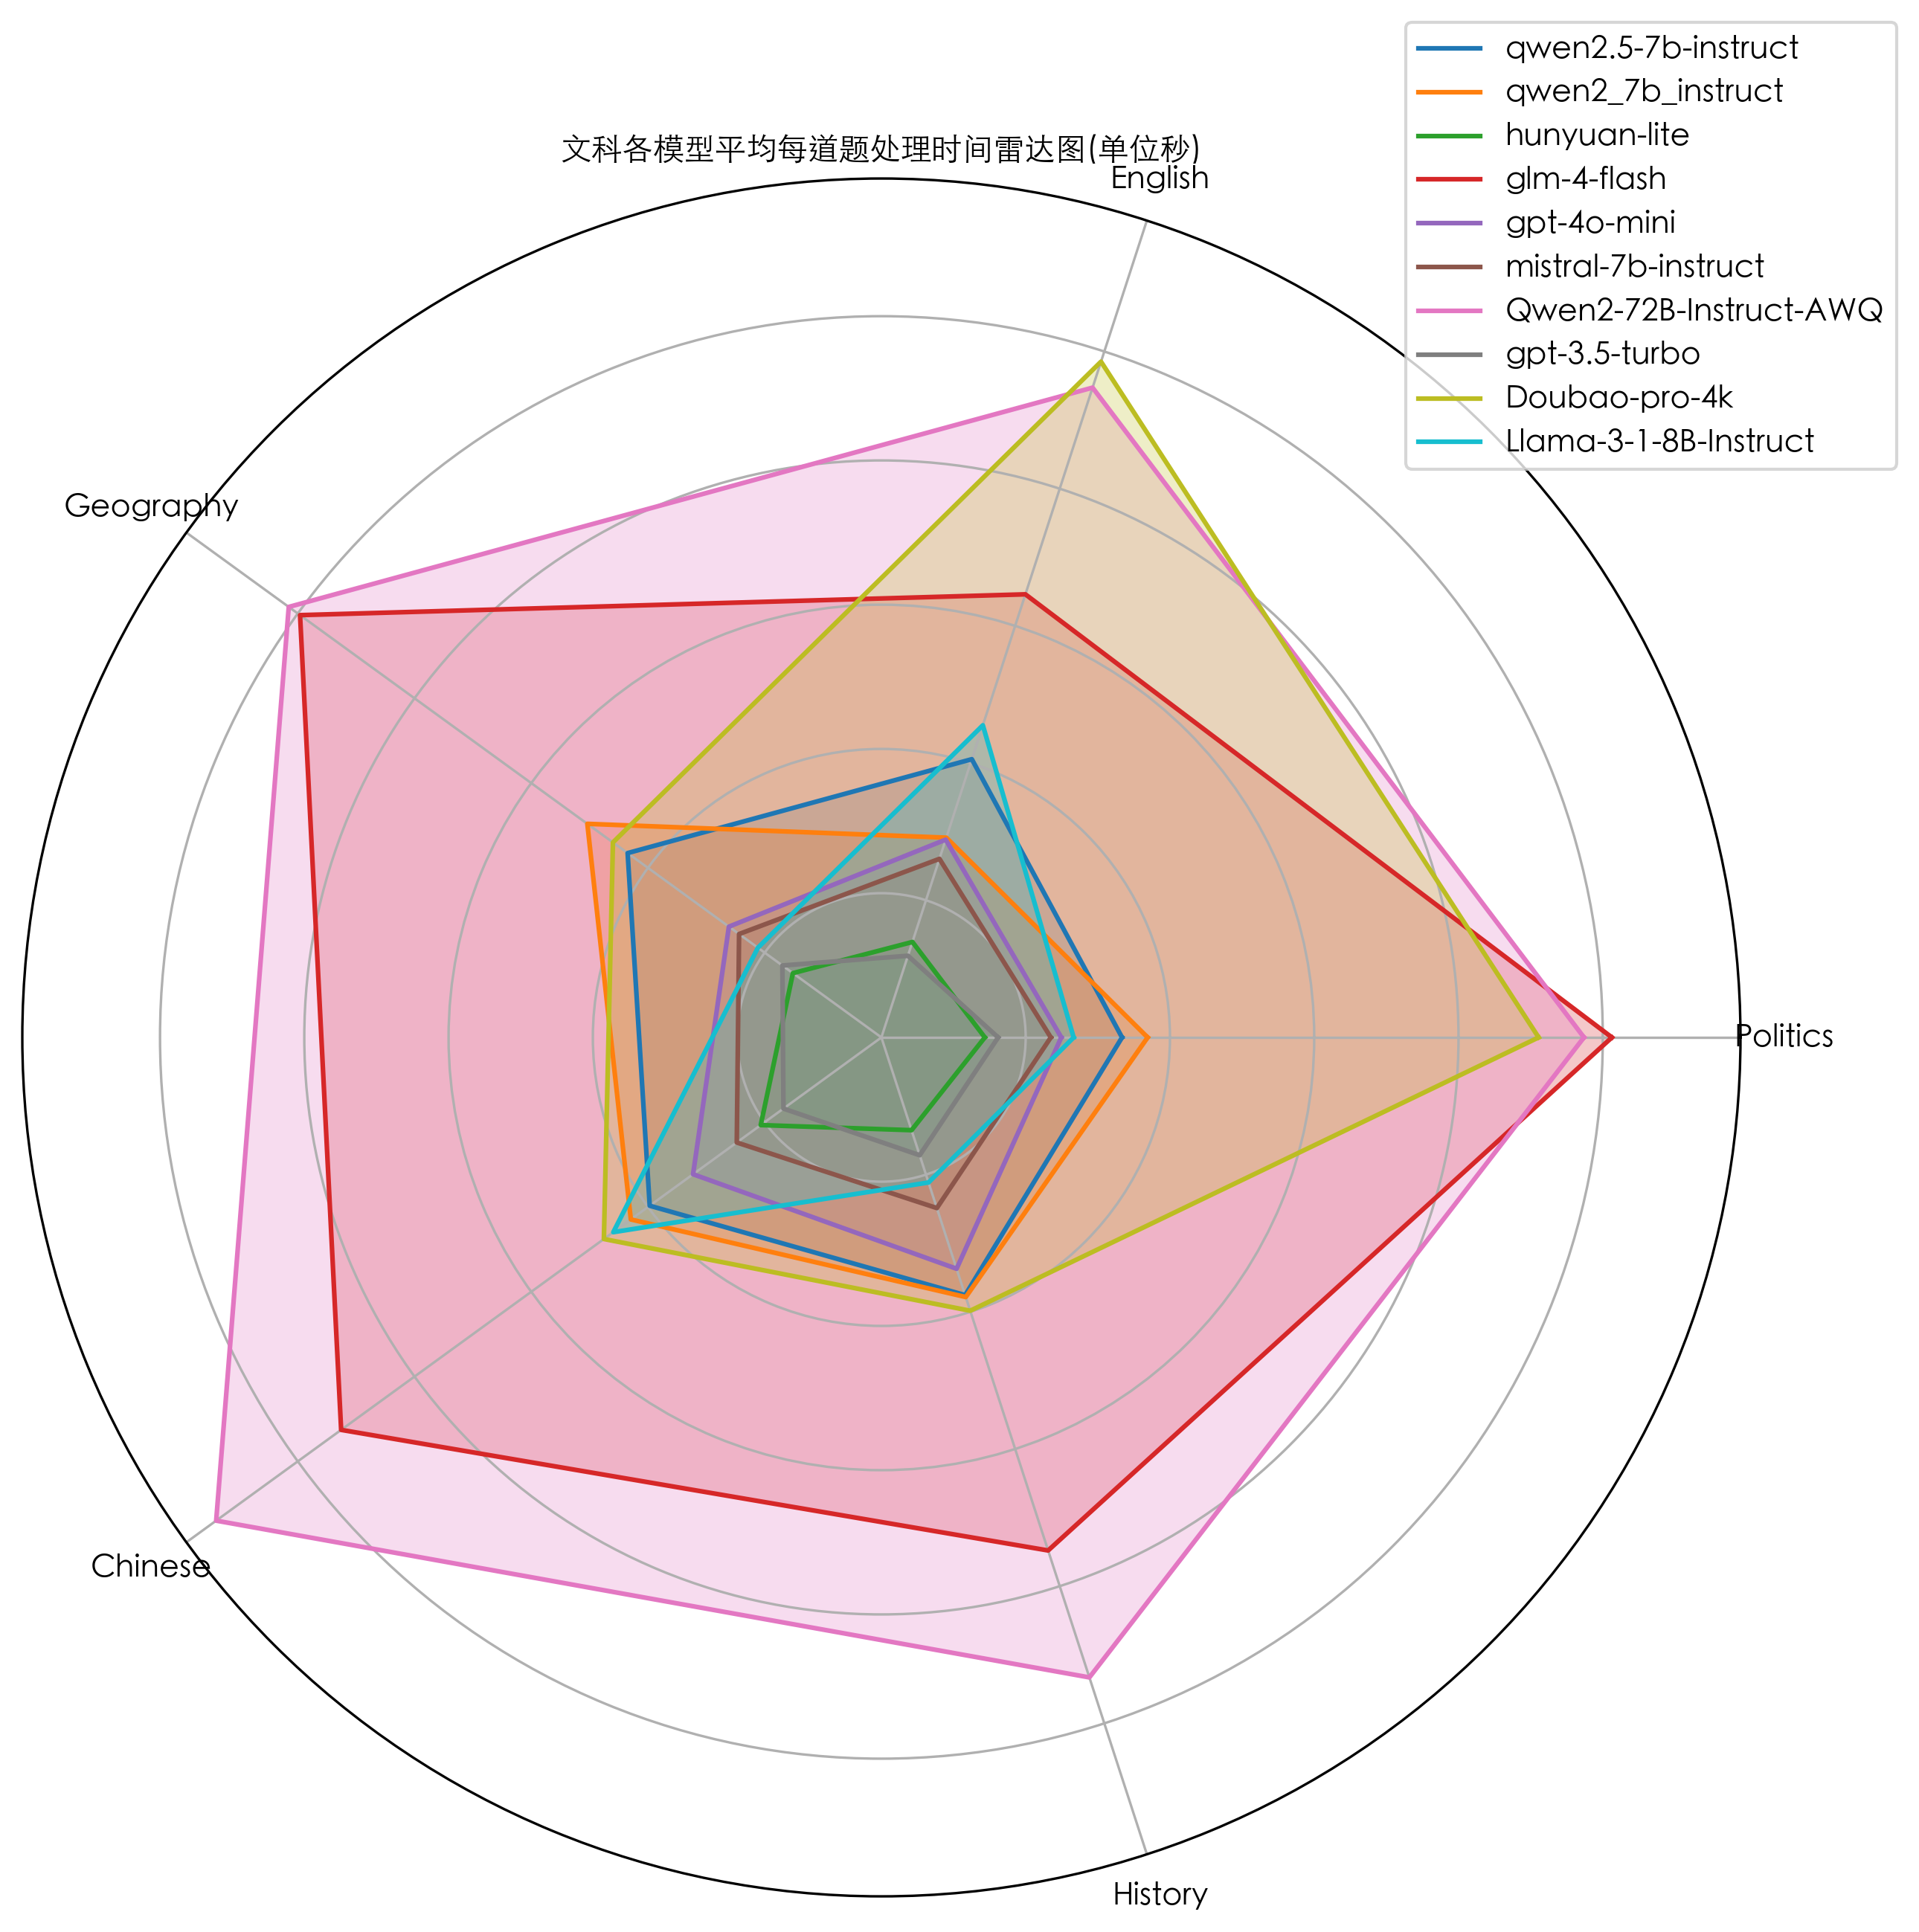 qwen2.5-7b-instruct
qwen2_7b_instruct
hunyuan-lite
glm-4-flash
gpt-4o-mini
mistral-7b-instruct
Qwen2-72B-Instruct-AWQ
gpt-3.5-turbo
Doubao-pro-4k
Llama-3-1-8B-Instruct
文科各模型平均每道题处理时间雷达图(单位秒)
English
Geography
Politics
Chinese
History